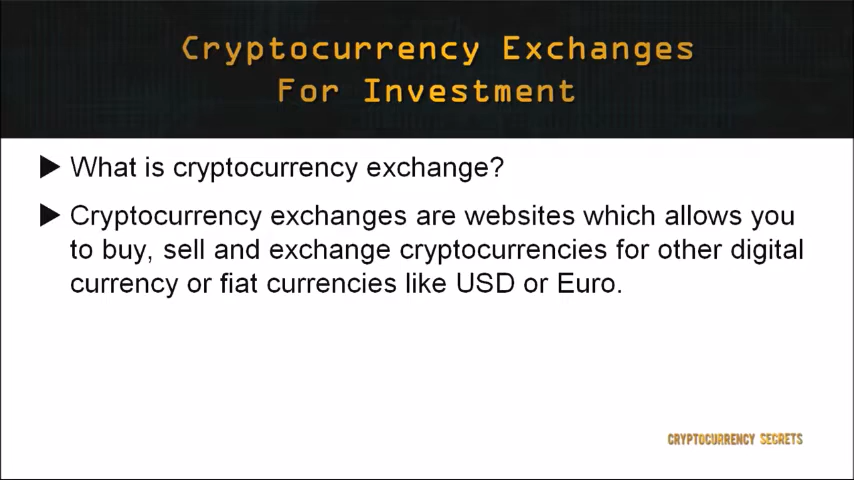 Cryptocurrency Exchanges
For Investment
What is cryptocurrency exchange?
Cryptocurrency exchanges are websites which allows you
to buy, sell and exchange cryptocurrencies for other digital
currency or fiat currencies like USD or Euro.
CRYPTOCURRENCY SECRETS